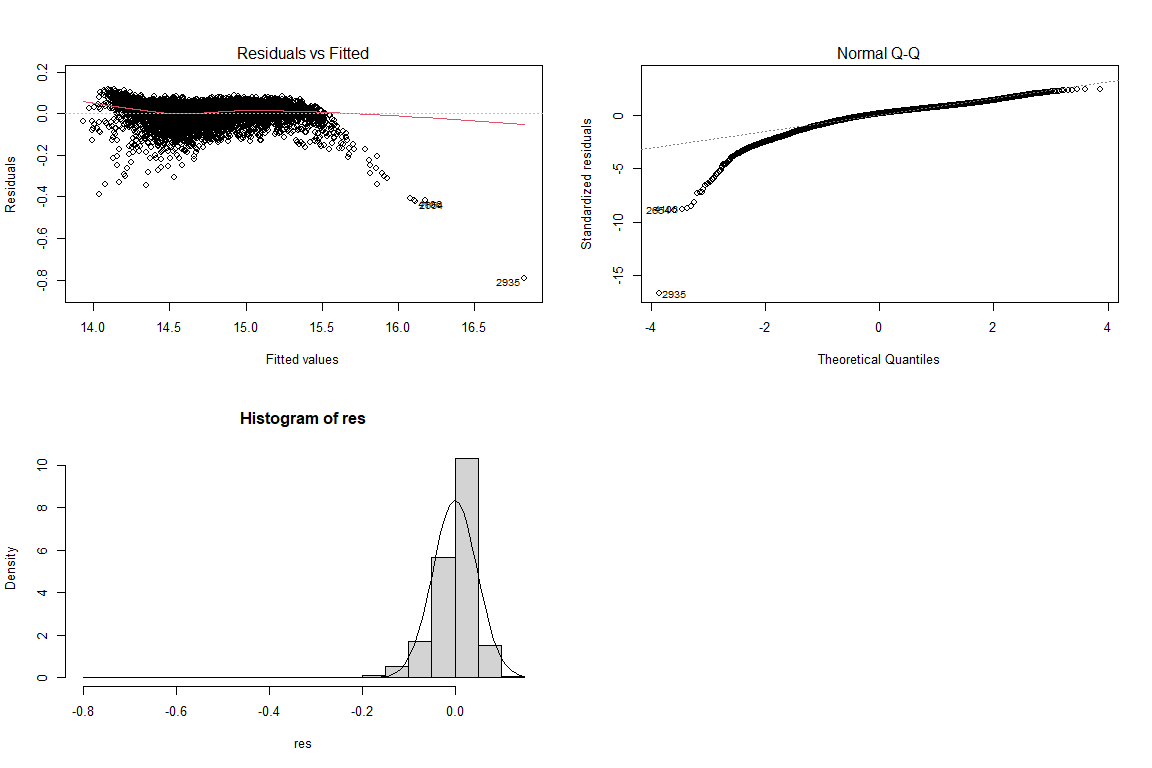 Residuals vs Fitted
Residuals
0.2
0.0
-0.2
-0.4
-0.6
-0.8
2935
14.0 14.5 15.0 15.5 16.0 16.5
Fitted values
Normal Q-Q
Standardized residuals
0
-5
-10
-15
2935
-4 -2 0 2 4
Theoretical Quantiles
Histogram of res
Density
10
8
6
4
2
0
-0.8 -0.6 -0.4 -0.2 0.0
res